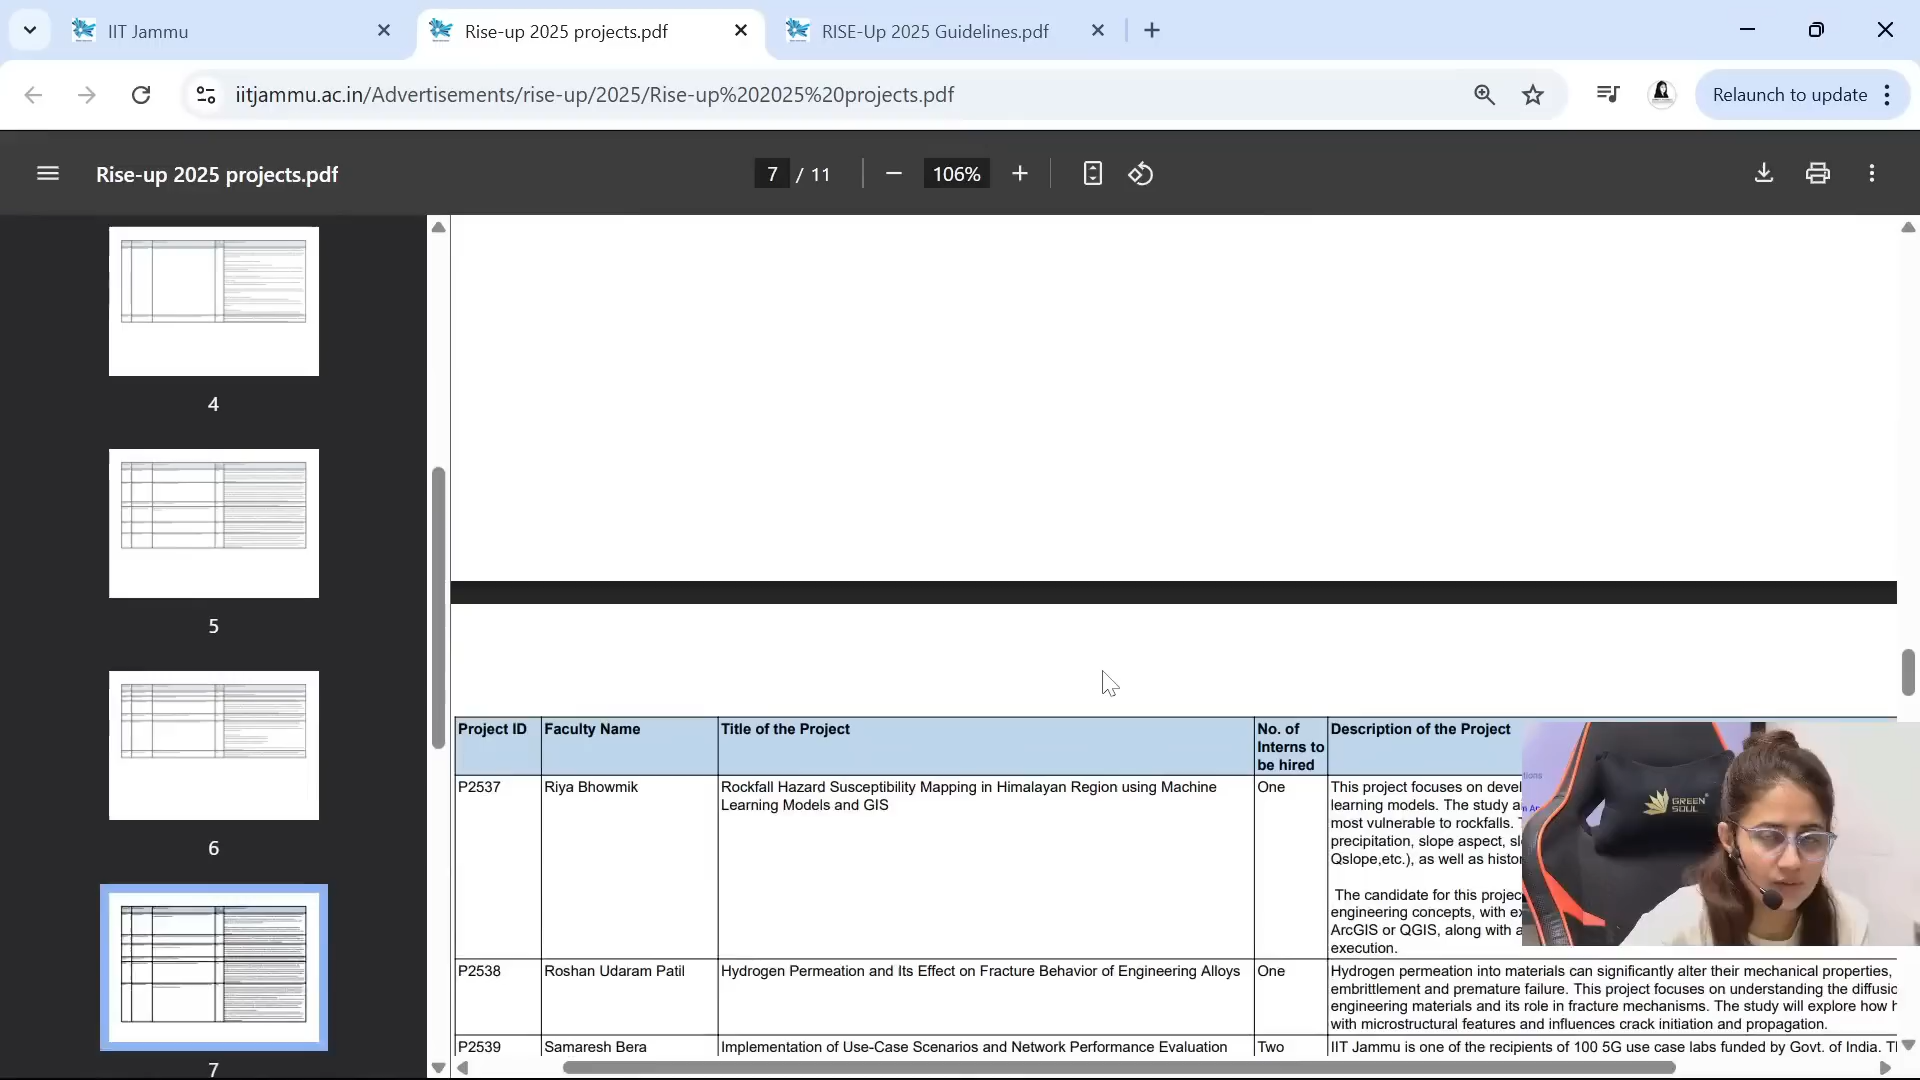 IIT Jammu
Rise-up 2025 projects.pdf
RISE-Up 2025 Guidelines.pdf
iitjammu.ac.in/Advertisements/rise-up/2025/Rise-up%202025%20projects.pdf
Relaunch to update
Rise-up 2025 projects.pdf
7 / 11
106%
4
5
6
7
Project ID Faculty Name Title of the Project No. of Interns to be hired Description of the Project
P2537 Riya Bhowmik Rockfall Hazard Susceptibility Mapping in Himalayan Region using Machine One This project focuses on devel
Learning Models and GIS learning models. The study a
most vulnerable to rockfalls.
precipitation, slope aspect, sl
Qslope,etc.), as well as histor
The candidate for this projec
engineering concepts, with ex
ArcGIS or QGIS, along with a
execution.
P2538 Roshan Udaram Patil Hydrogen Permeation and Its Effect on Fracture Behavior of Engineering Alloys One Hydrogen permeation into materials can significantly alter their mechanical properties,
embrittlement and premature failure. This project focuses on understanding the diffusic
engineering materials and its role in fracture mechanisms. The study will explore how h
with microstructural features and influences crack initiation and propagation.
P2539 Samaresh Bera Implementation of Use-Case Scenarios and Network Performance Evaluation Two IIT Jammu is one of the recipients of 100 5G use case labs funded by Govt. of India. Tl
GREEN
SOUL